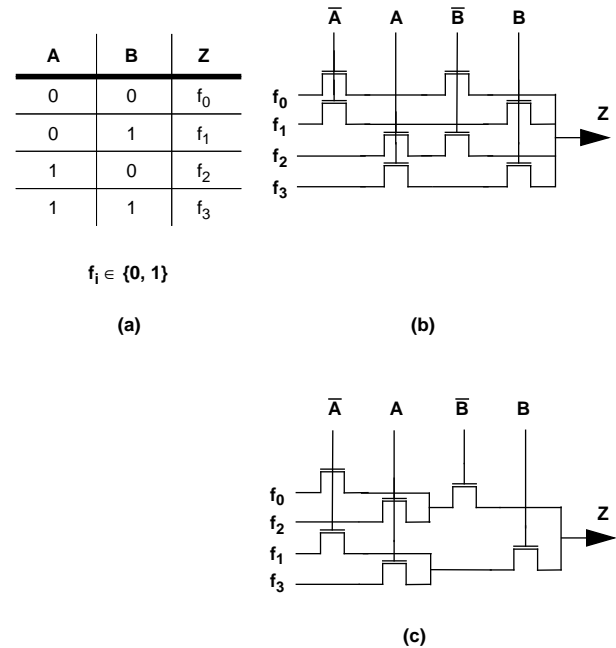 A B Z
0 0 f₀
0 1 f₁
1 0 f₂
1 1 f₃
fᵢ ∈ {0, 1}
(a)
A̅ A B̅ B
f₀
f₁
f₂
f₃
Z
(b)
A̅ A B̅ B
f₀
f₂
f₁
f₃
Z
(c)